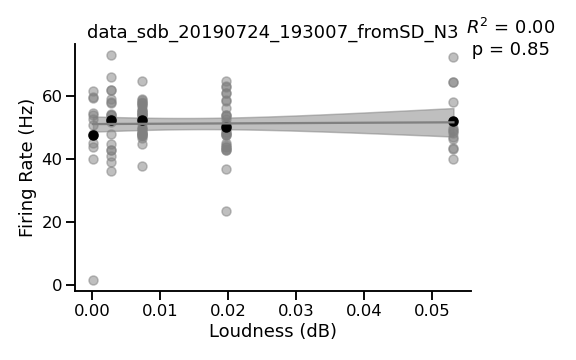 data_sdb_20190724_193007_fromSD_N3
R² = 0.00
p = 0.85
Firing Rate (Hz)
60
40
20
0
0.00 0.01 0.02 0.03 0.04 0.05
Loudness (dB)